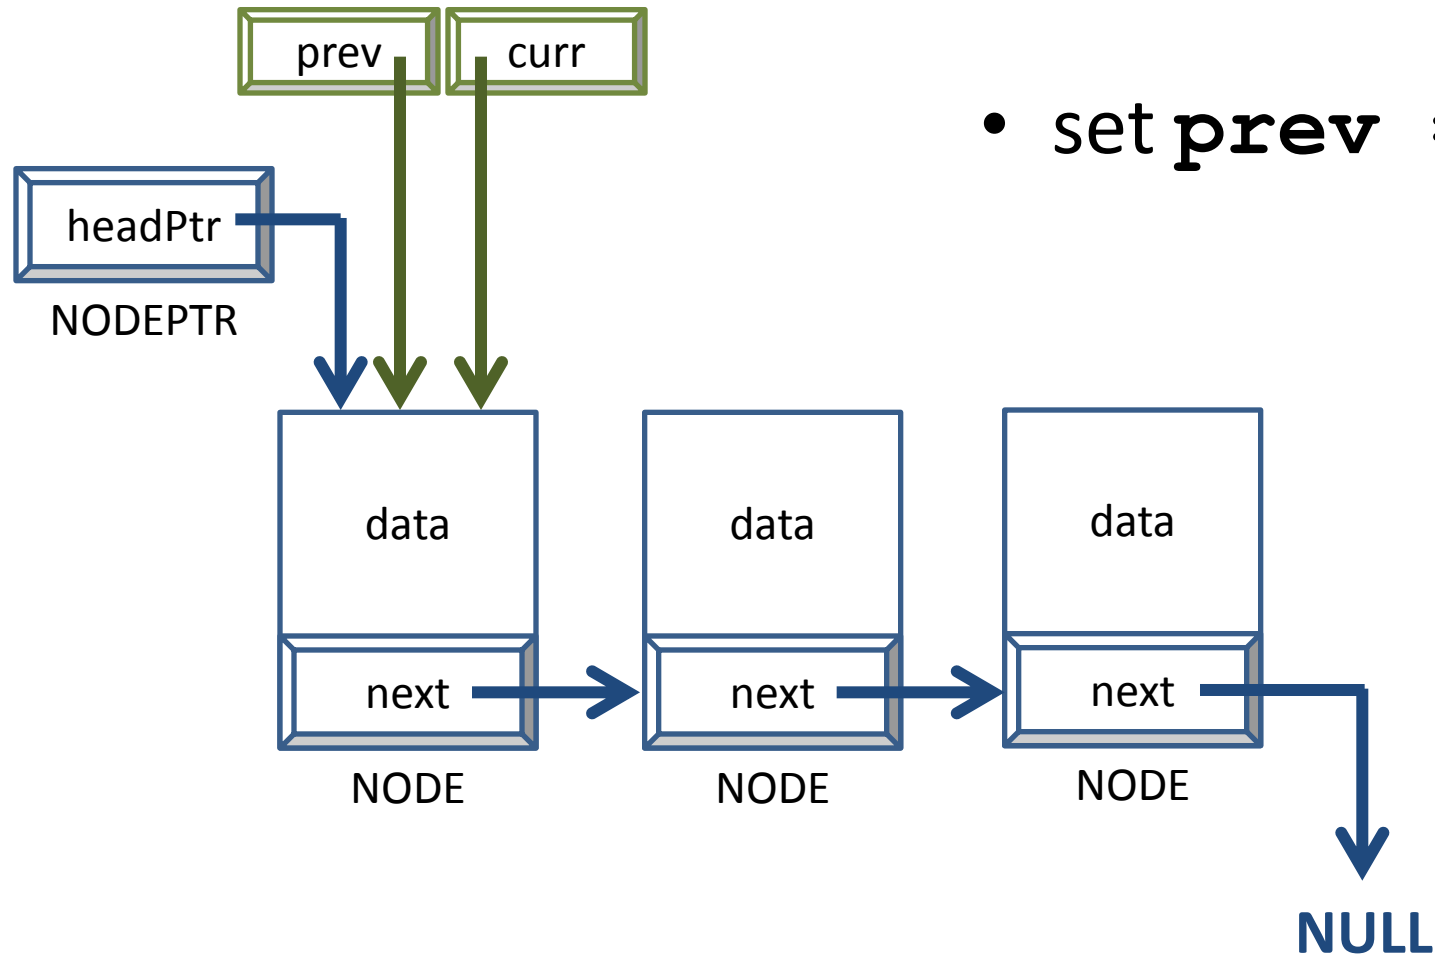 prev curr
• set prev =
headPtr
NODEPTR
data data data
next next next
NODE NODE NODE
NULL